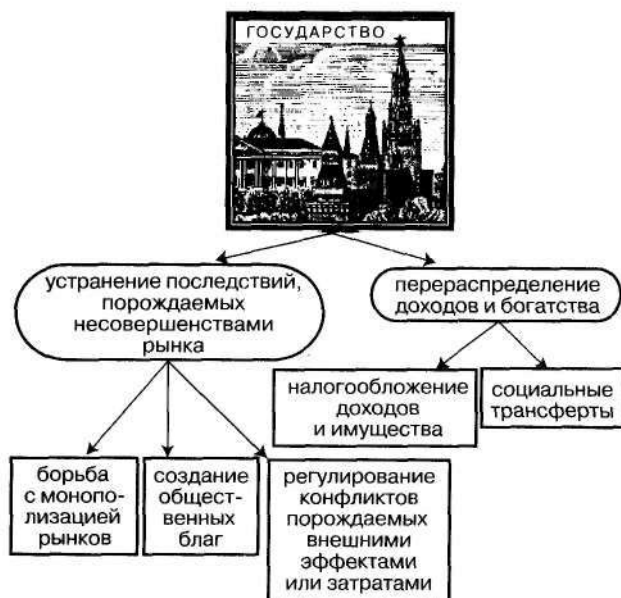 ГОСУДАРСТВО
устранение последствий,
порождаемых
несовершенствами
рынка
перераспределение
доходов и богатства
налогообложение
доходов
и имущества
социальные
трансферты
борьба
с монопо-
лизацией
рынков
создание
общест-
венных
благ
регулирование
конфликтов
порождаемых
внешними
эффектами
или затратами